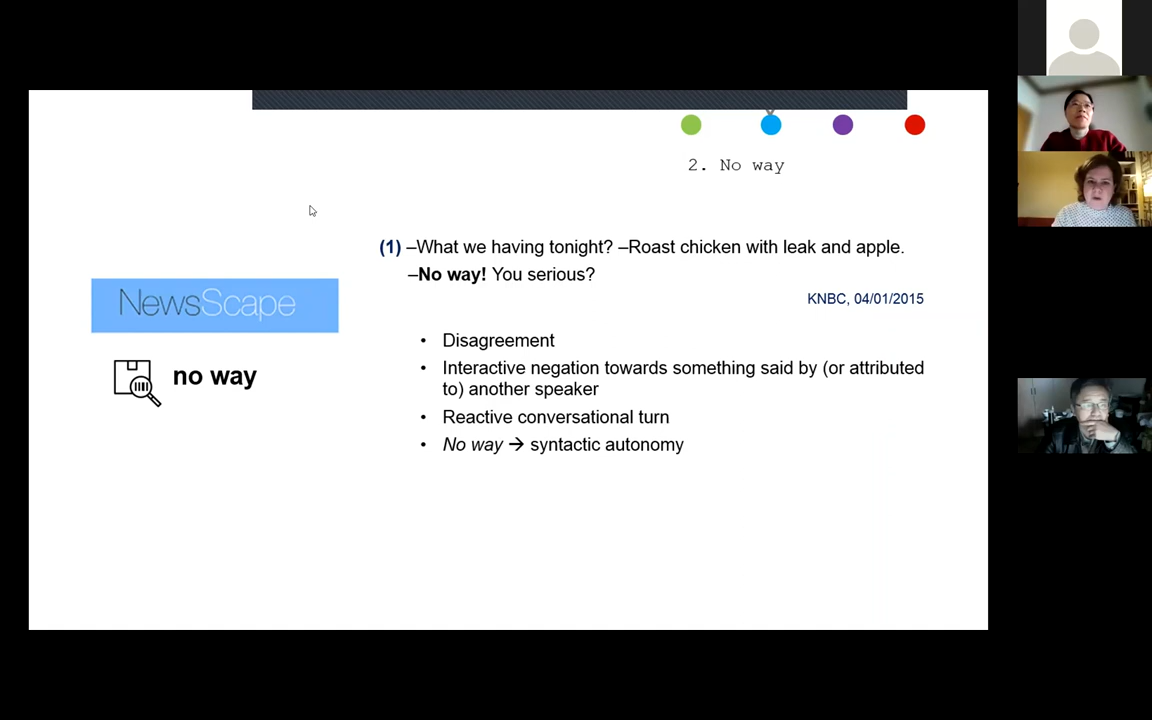 2. No way
(1) –What we having tonight? –Roast chicken with leak and apple.
–No way! You serious?
KNBC, 04/01/2015
NewsScape
no way
• Disagreement
• Interactive negation towards something said by (or attributed
to) another speaker
• Reactive conversational turn
• No way → syntactic autonomy